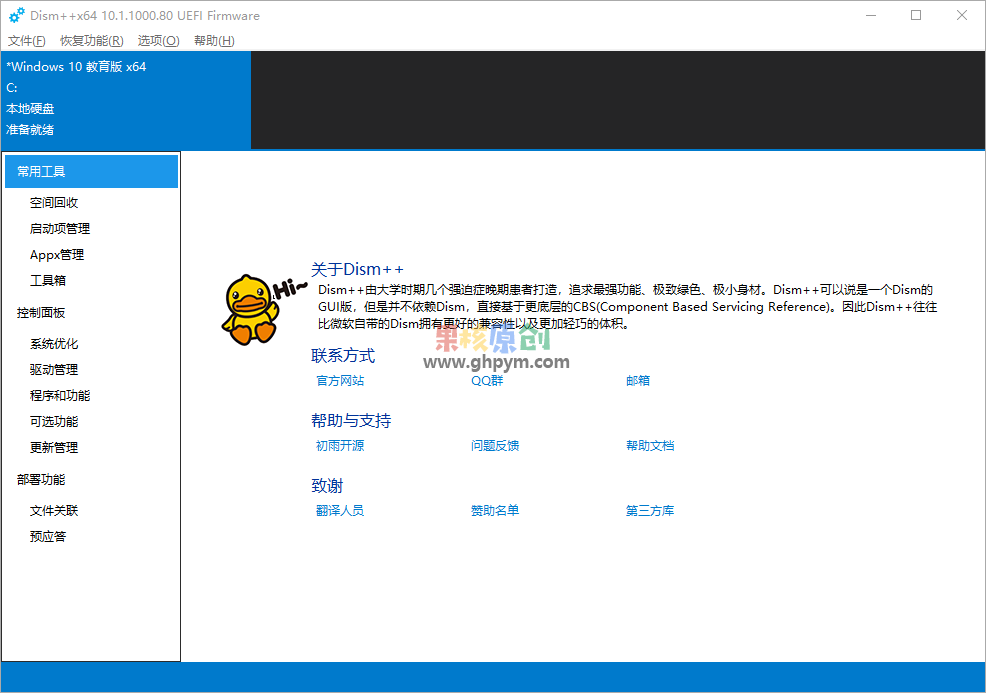 Dism++x64 10.1.1000.80 UEFI Firmware
文件(F) 恢复功能(R) 选项(O) 帮助(H)
*Windows 10 教育版 x64
C:
本地硬盘
准备就绪
常用工具
空间回收
启动项管理
Appx管理
工具箱
控制面板
系统优化
驱动管理
程序和功能
可选功能
更新管理
部署功能
文件关联
预应答
Hi~
关于Dism++
Dism++由大学时期几个强迫症晚期患者打造，追求最强功能、极致绿色、极小身材。Dism++可以说是一个Dism的
GUI版，但是并不依赖Dism，直接基于更底层的CBS(Component Based Servicing Reference)。因此Dism++往往
比微软自带的Dism拥有更好的兼容性以及更加轻巧的体积。
果核原创
www.ghpym.com
联系方式
官方网站 QQ群 邮箱
帮助与支持
初雨开源 问题反馈 帮助文档
致谢
翻译人员 赞助名单 第三方库